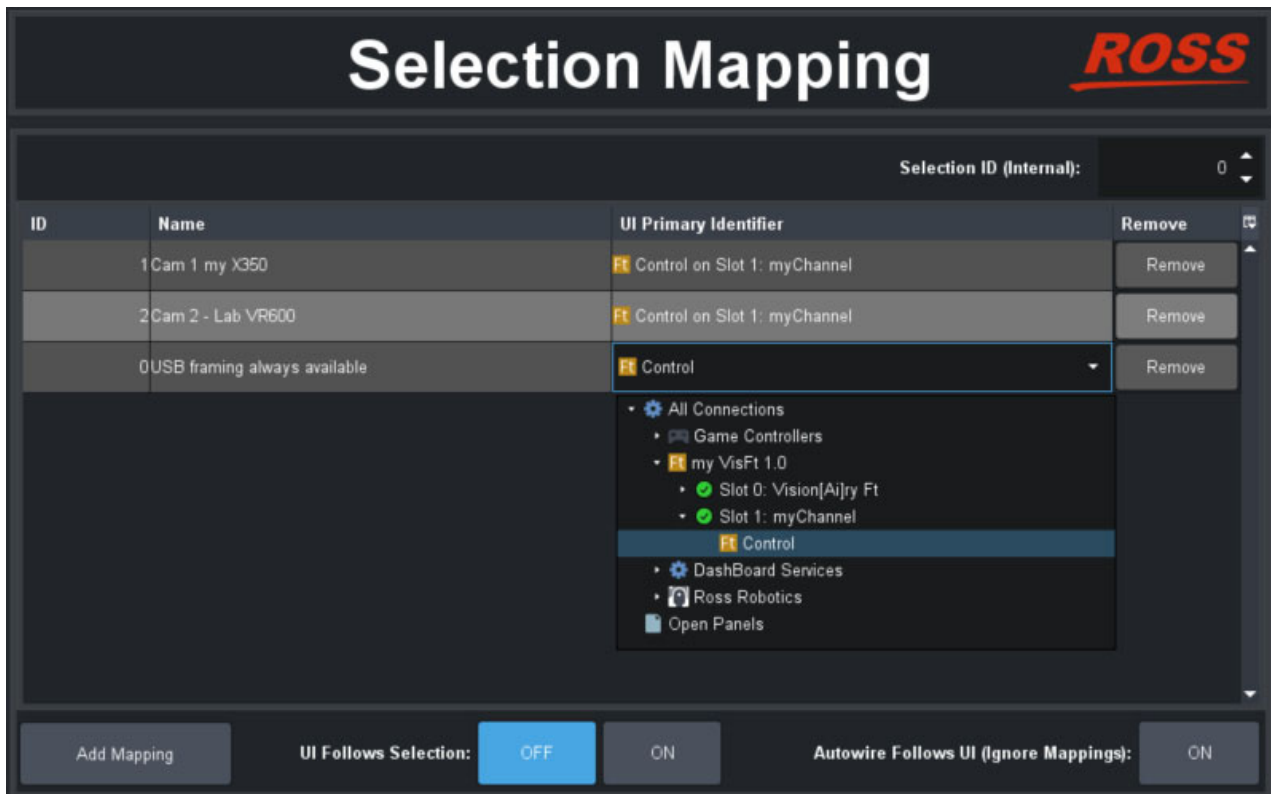 Selection Mapping
ROSS
Selection ID (Internal): 0
ID Name UI Primary Identifier Remove
1 Cam 1 my X350 Ft Control on Slot 1: myChannel Remove
2 Cam 2 - Lab VR600 Ft Control on Slot 1: myChannel Remove
0 USB framing always available Ft Control Remove
All Connections
Game Controllers
Ft my VisFt 1.0
Slot 0: Vision[Ai]ry Ft
Slot 1: myChannel
Ft Control
DashBoard Services
Ross Robotics
Open Panels
Add Mapping UI Follows Selection: OFF ON Autowire Follows UI (Ignore Mappings): ON